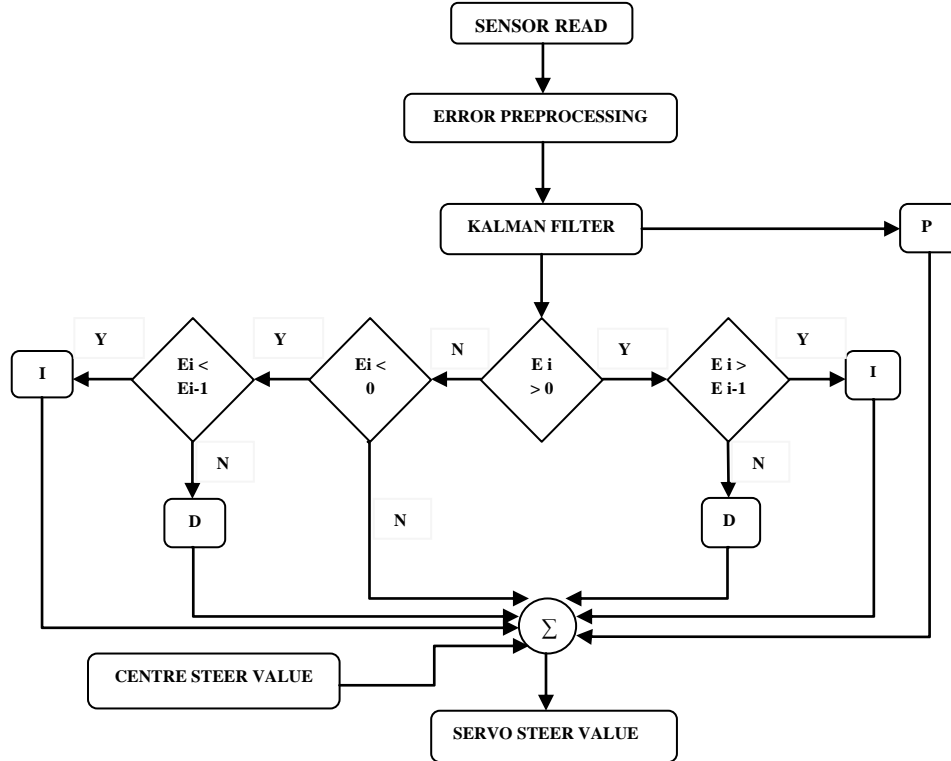 SENSOR READ
ERROR PREPROCESSING
KALMAN FILTER
P
Y
Y
N
Y
Y
I
Ei <
Ei-1
Ei <
0
E i
> 0
E i >
E i-1
I
N
N
D
N
D
∑
CENTRE STEER VALUE
SERVO STEER VALUE